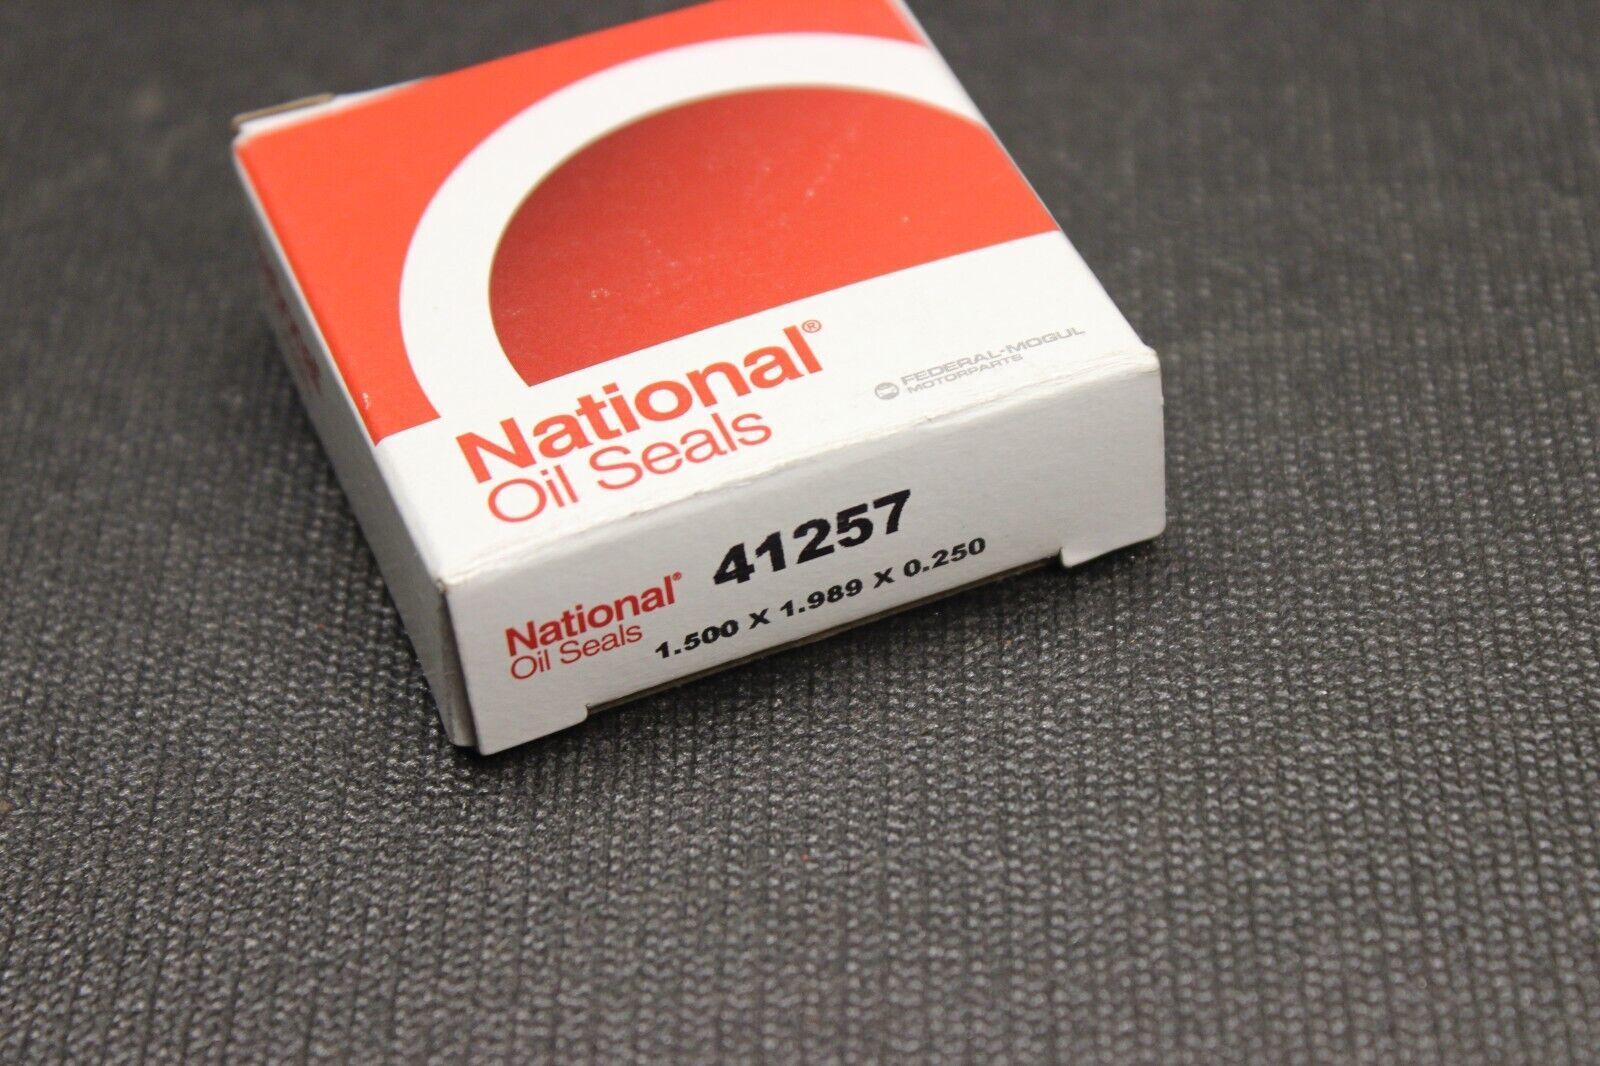 National®
Oil Seals
FEDERAL-MOGUL
MOTORPARTS
National®
Oil Seals
41257
1.500 X 1.989 X 0.250